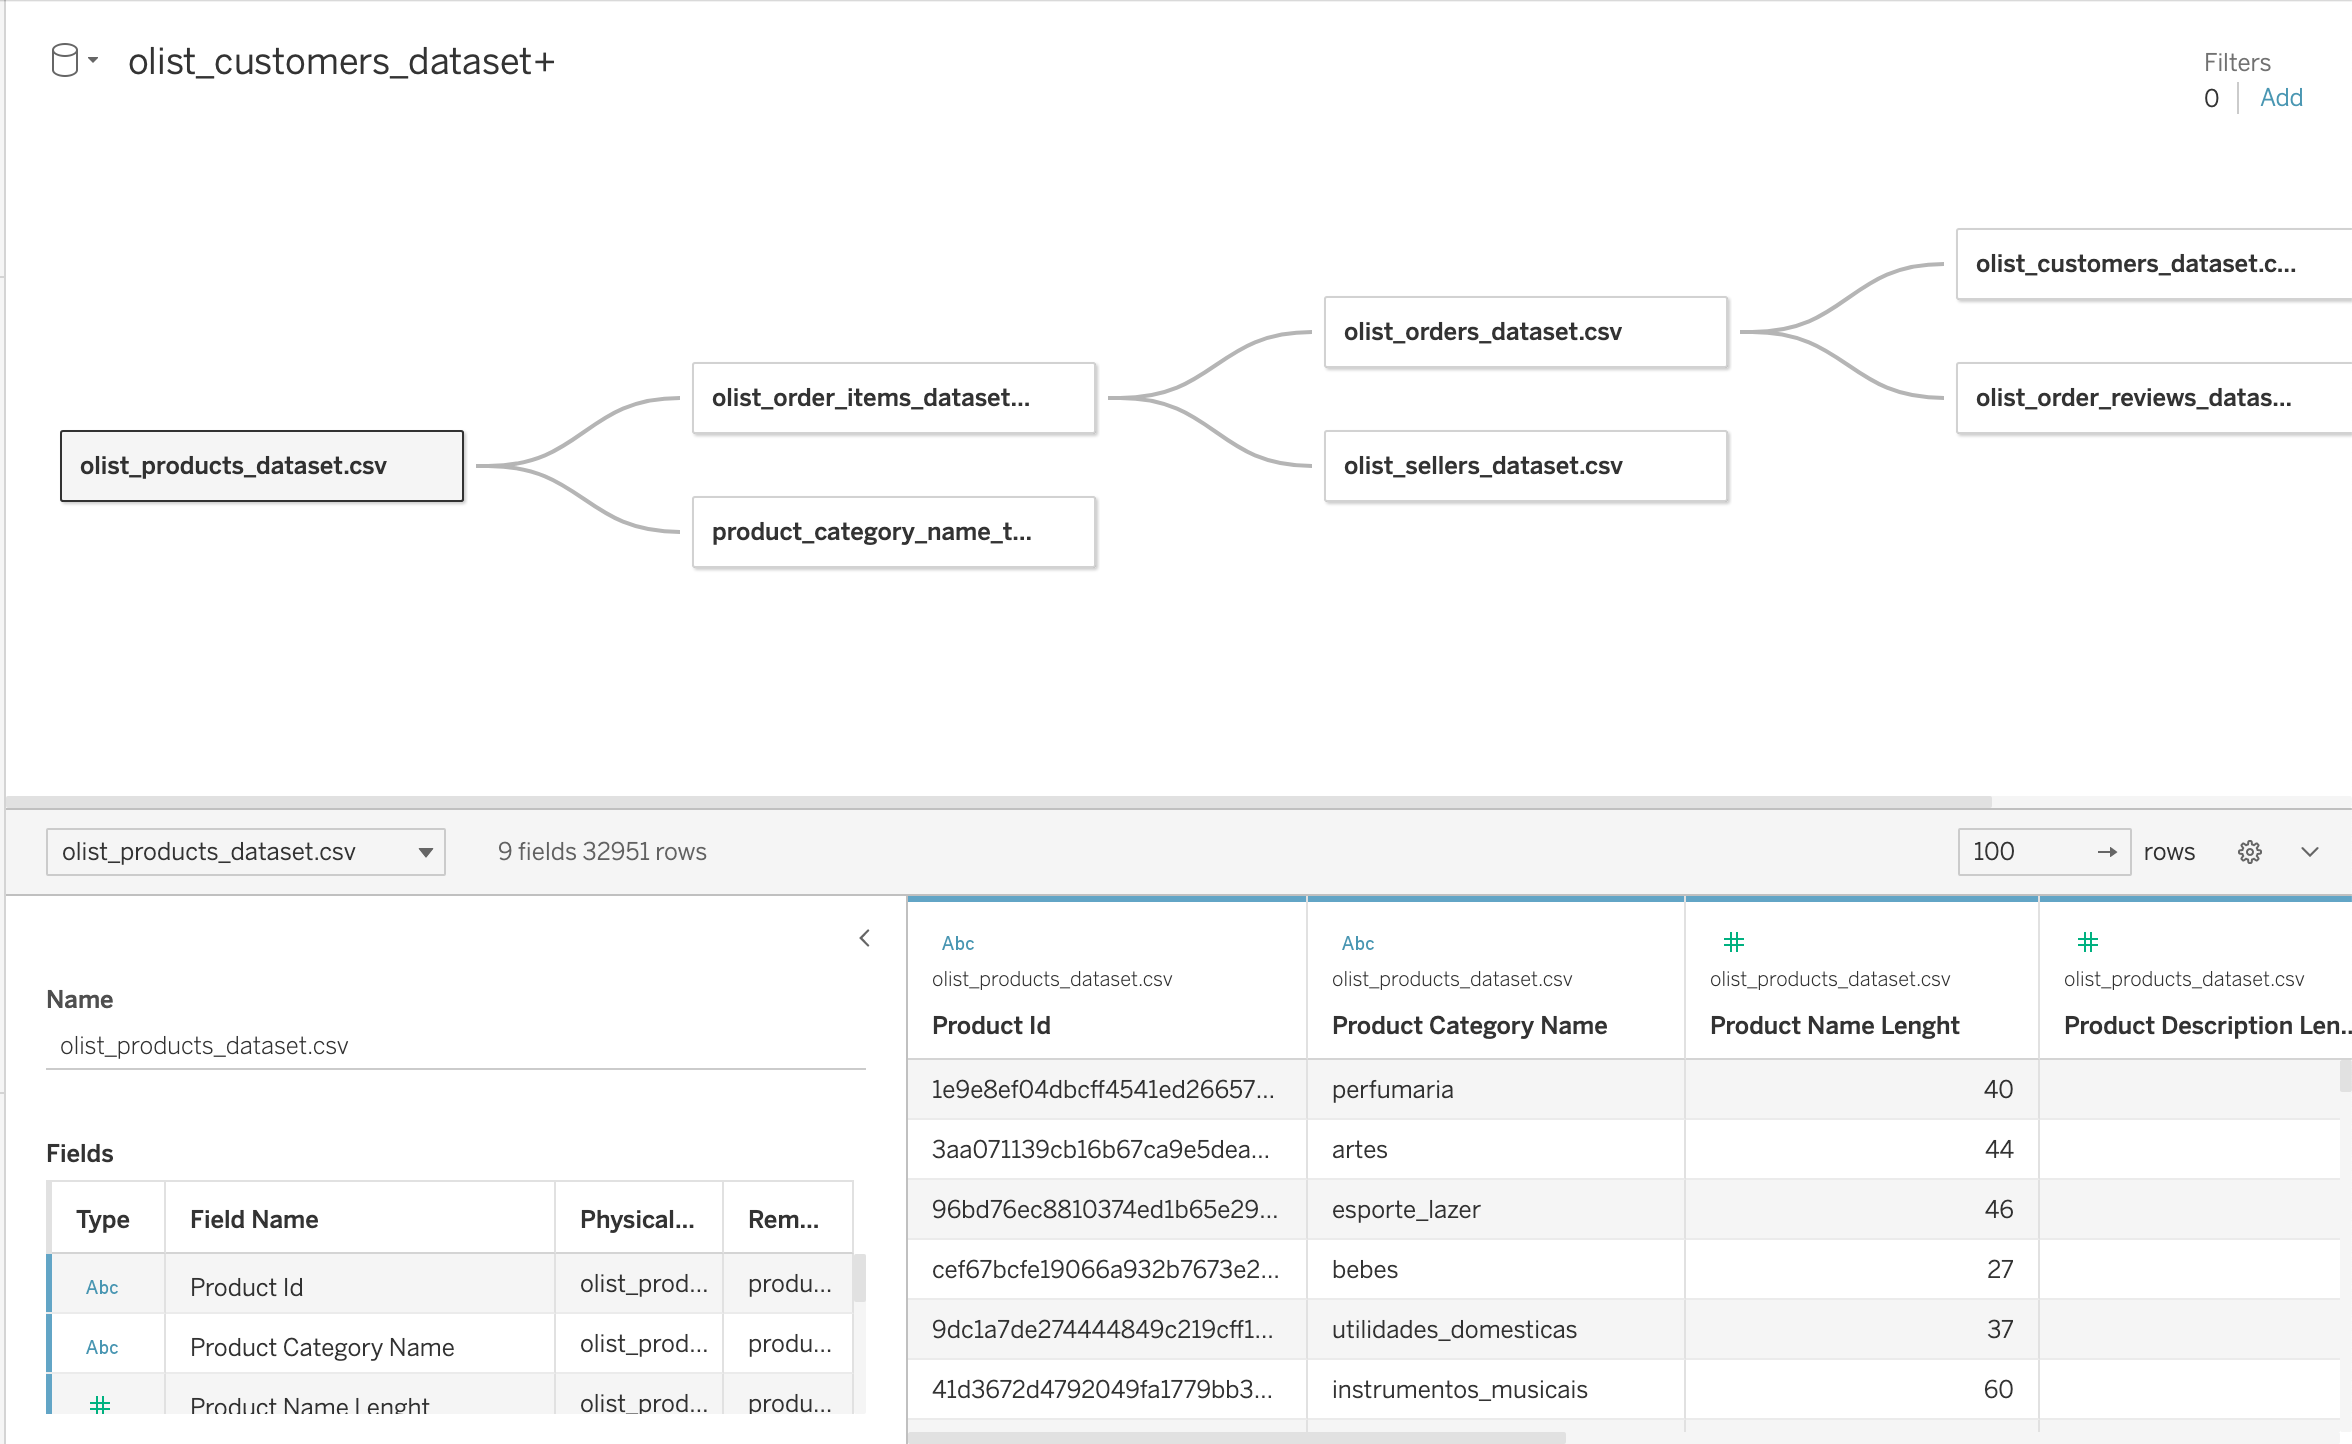 olist_customers_dataset+
Filters
0 Add
olist_customers_dataset.c...
olist_orders_dataset.csv
olist_order_items_dataset...
olist_order_reviews_datas...
olist_products_dataset.csv
olist_sellers_dataset.csv
product_category_name_t...
olist_products_dataset.csv 9 fields 32951 rows 100 rows
Name
olist_products_dataset.csv
Fields
Type Field Name Physical... Rem...
Abc Product Id olist_prod... produ...
Abc Product Category Name olist_prod... produ...
# Product Name Lenght olist_prod... produ...
Abc Abc # #
olist_products_dataset.csv olist_products_dataset.csv olist_products_dataset.csv olist_products_dataset.csv
Product Id Product Category Name Product Name Lenght Product Description Len...
1e9e8ef04dbcff4541ed26657... perfumaria 40
3aa071139cb16b67ca9e5dea... artes 44
96bd76ec8810374ed1b65e29... esporte_lazer 46
cef67bcfe19066a932b7673e2... bebes 27
9dc1a7de274444849c219cff1... utilidades_domesticas 37
41d3672d4792049fa1779bb3... instrumentos_musicais 60